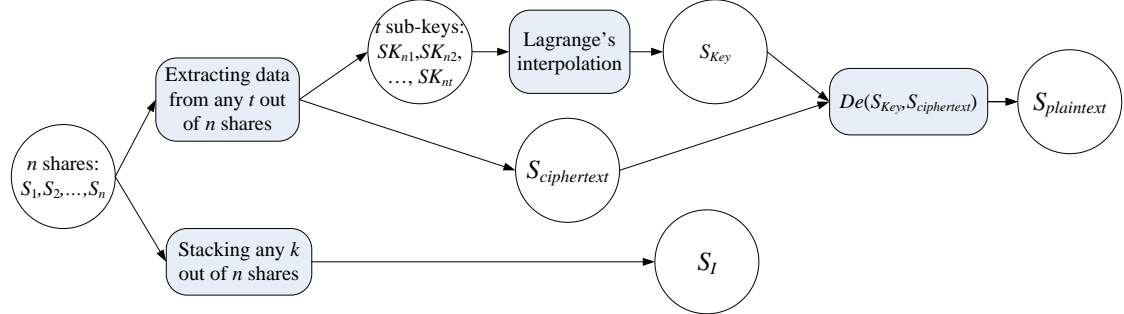 n shares:
S1,S2,...,Sn
Extracting data
from any t out
of n shares
t sub-keys:
SKn1,SKn2,
…, SKnt
Lagrange's
interpolation
SKey
Sciphertext
De(SKey,Sciphertext)
Splaintext
Stacking any k
out of n shares
SI